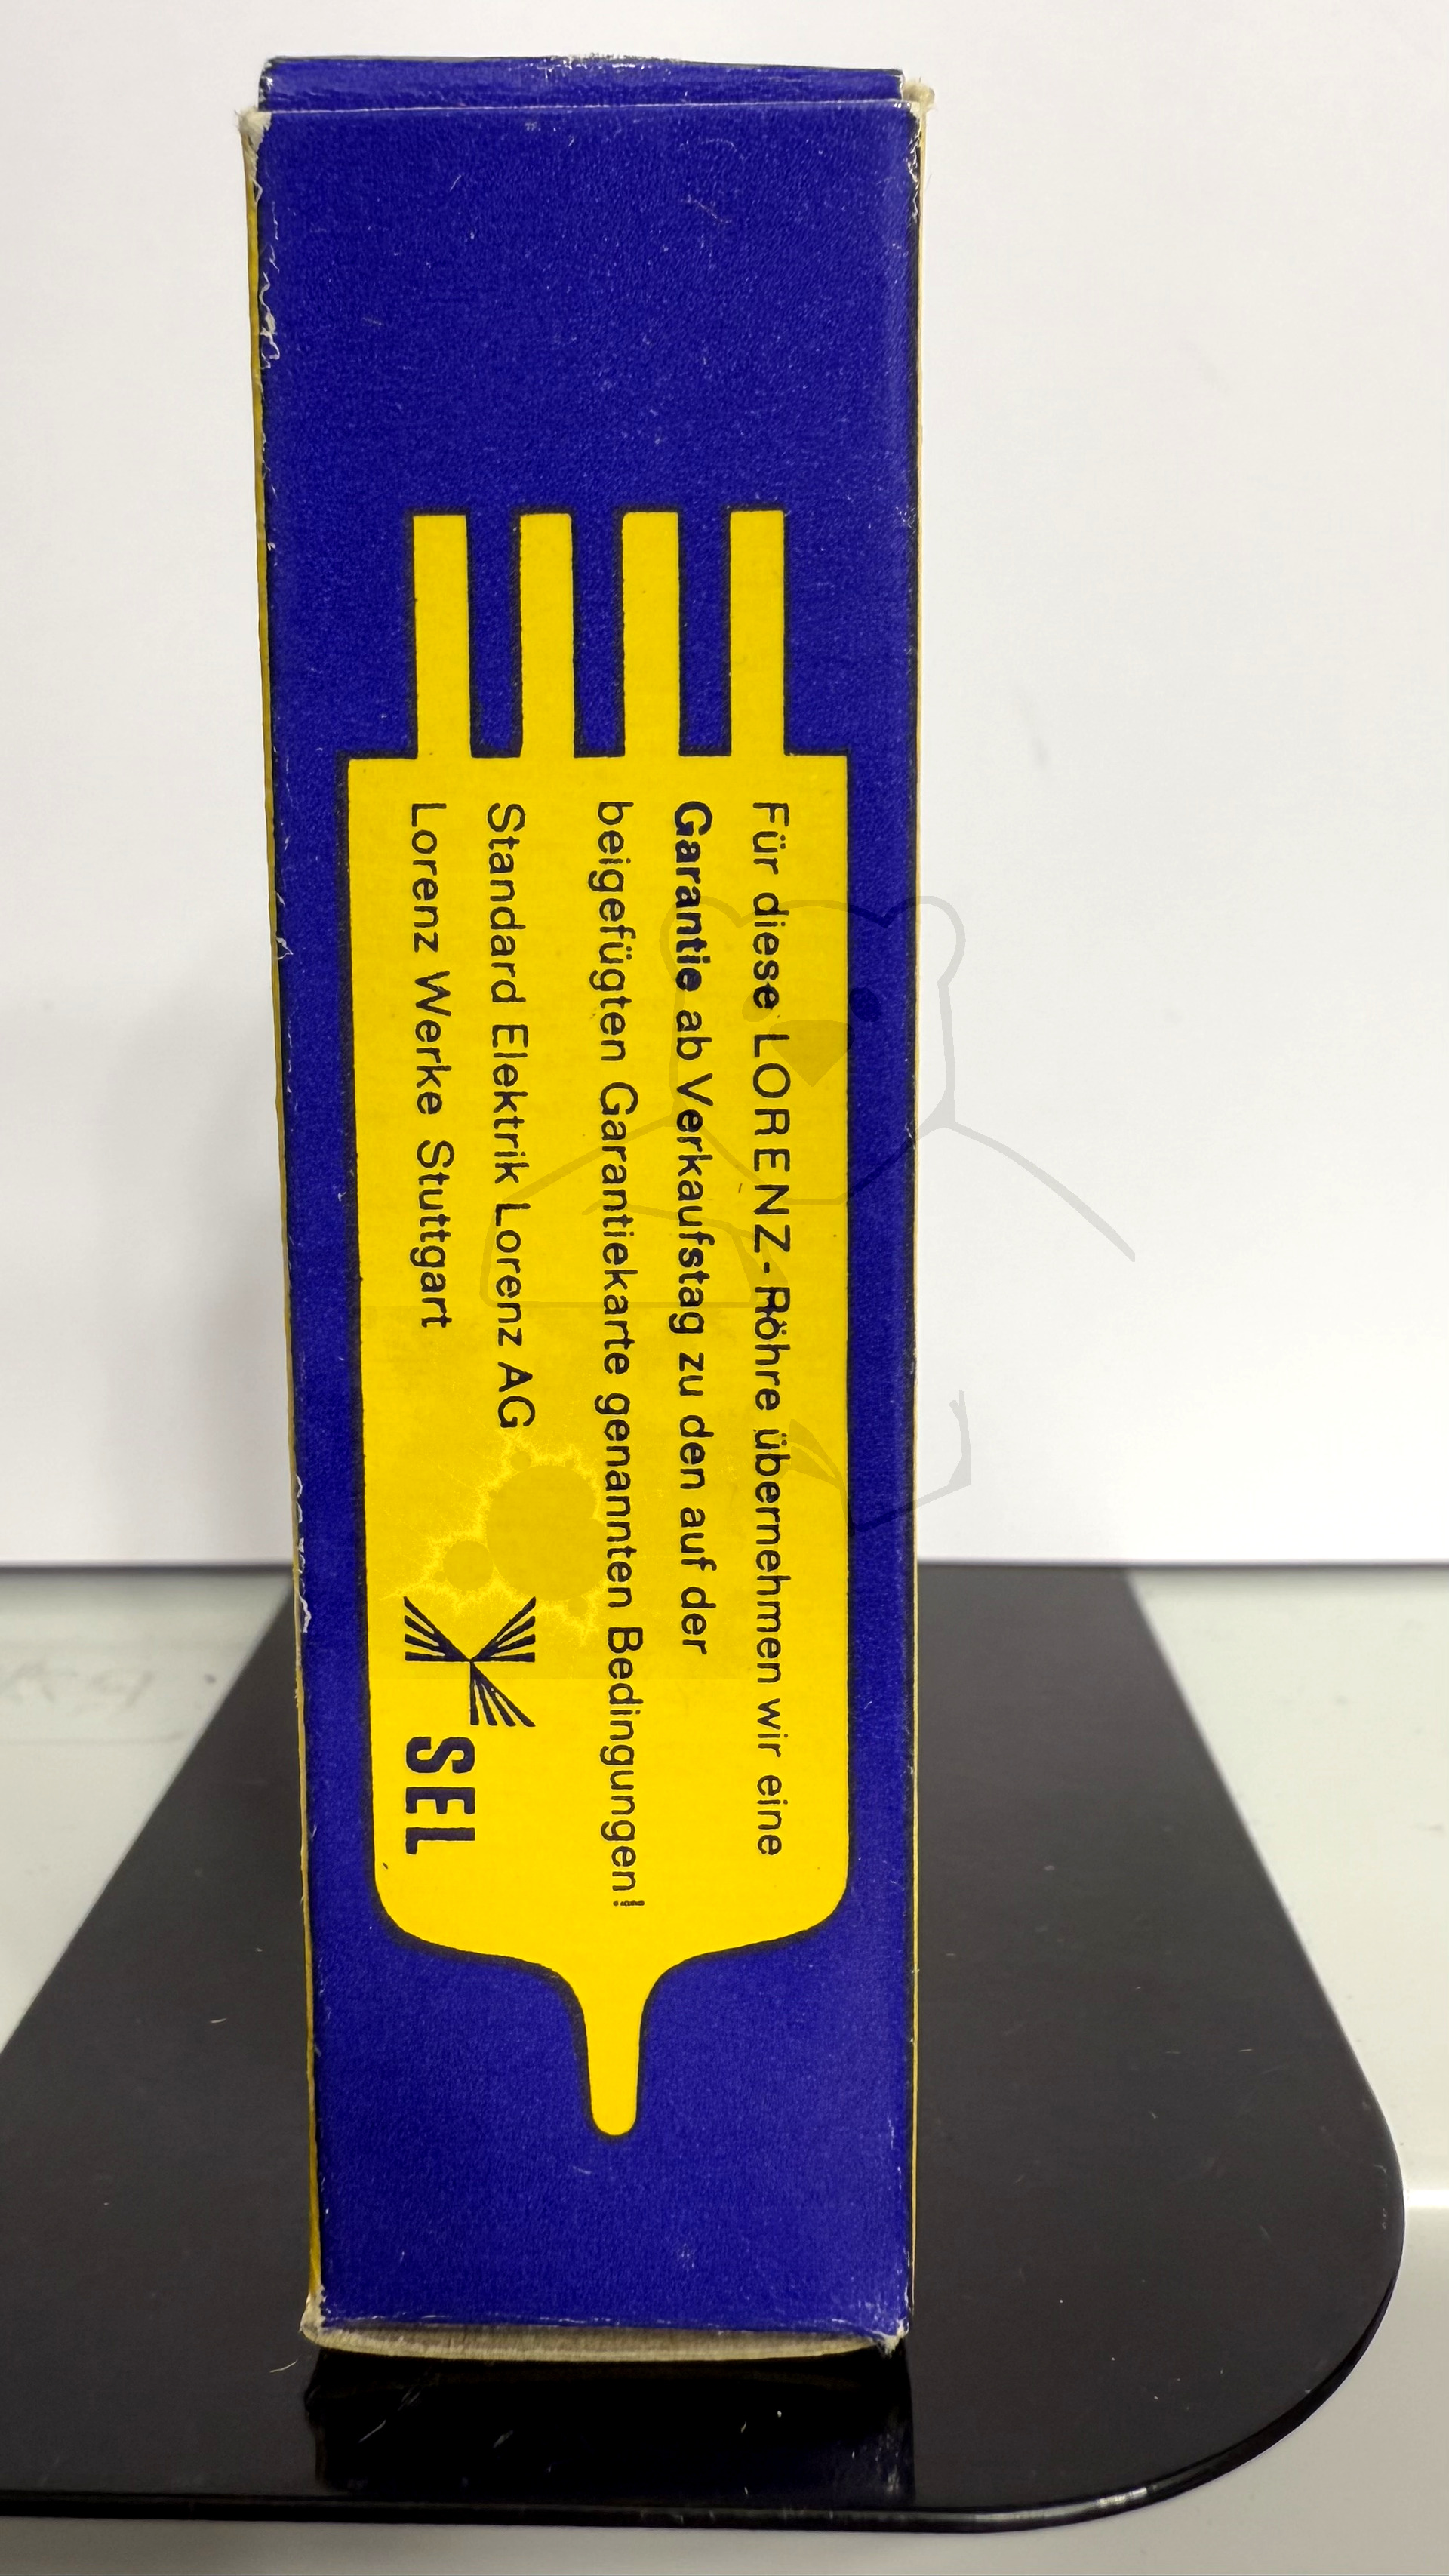 Für diese LORENZ-Röhre übernehmen wir eine
Garantie ab Verkaufstag zu den auf der
beigefügten Garantiekarte genannten Bedingungen!
Standard Elektrik Lorenz AG
Lorenz Werke Stuttgart
SEL